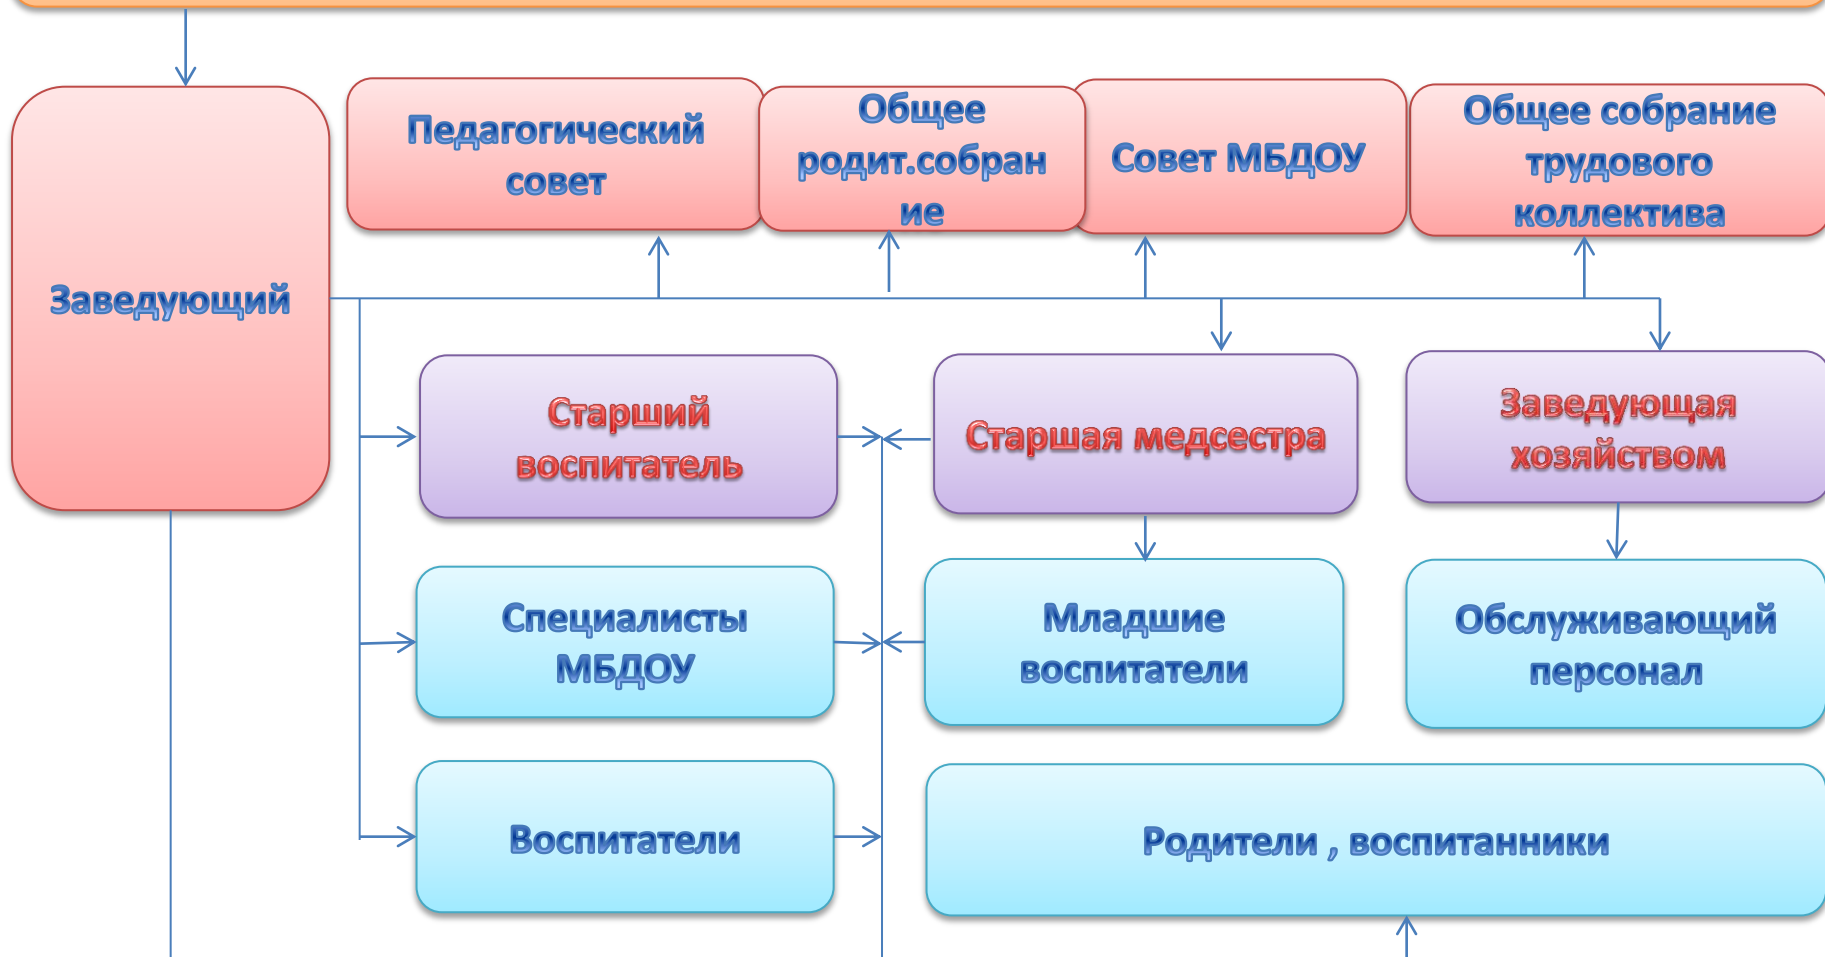 Педагогический
совет
Общее
родит.собран
ие
Совет МБДОУ
Общее собрание
трудового
коллектива
Заведующий
Старший
воспитатель
Старшая медсестра
Заведующая
хозяйством
Специалисты
МБДОУ
Младшие
воспитатели
Обслуживающий
персонал
Воспитатели
Родители , воспитанники